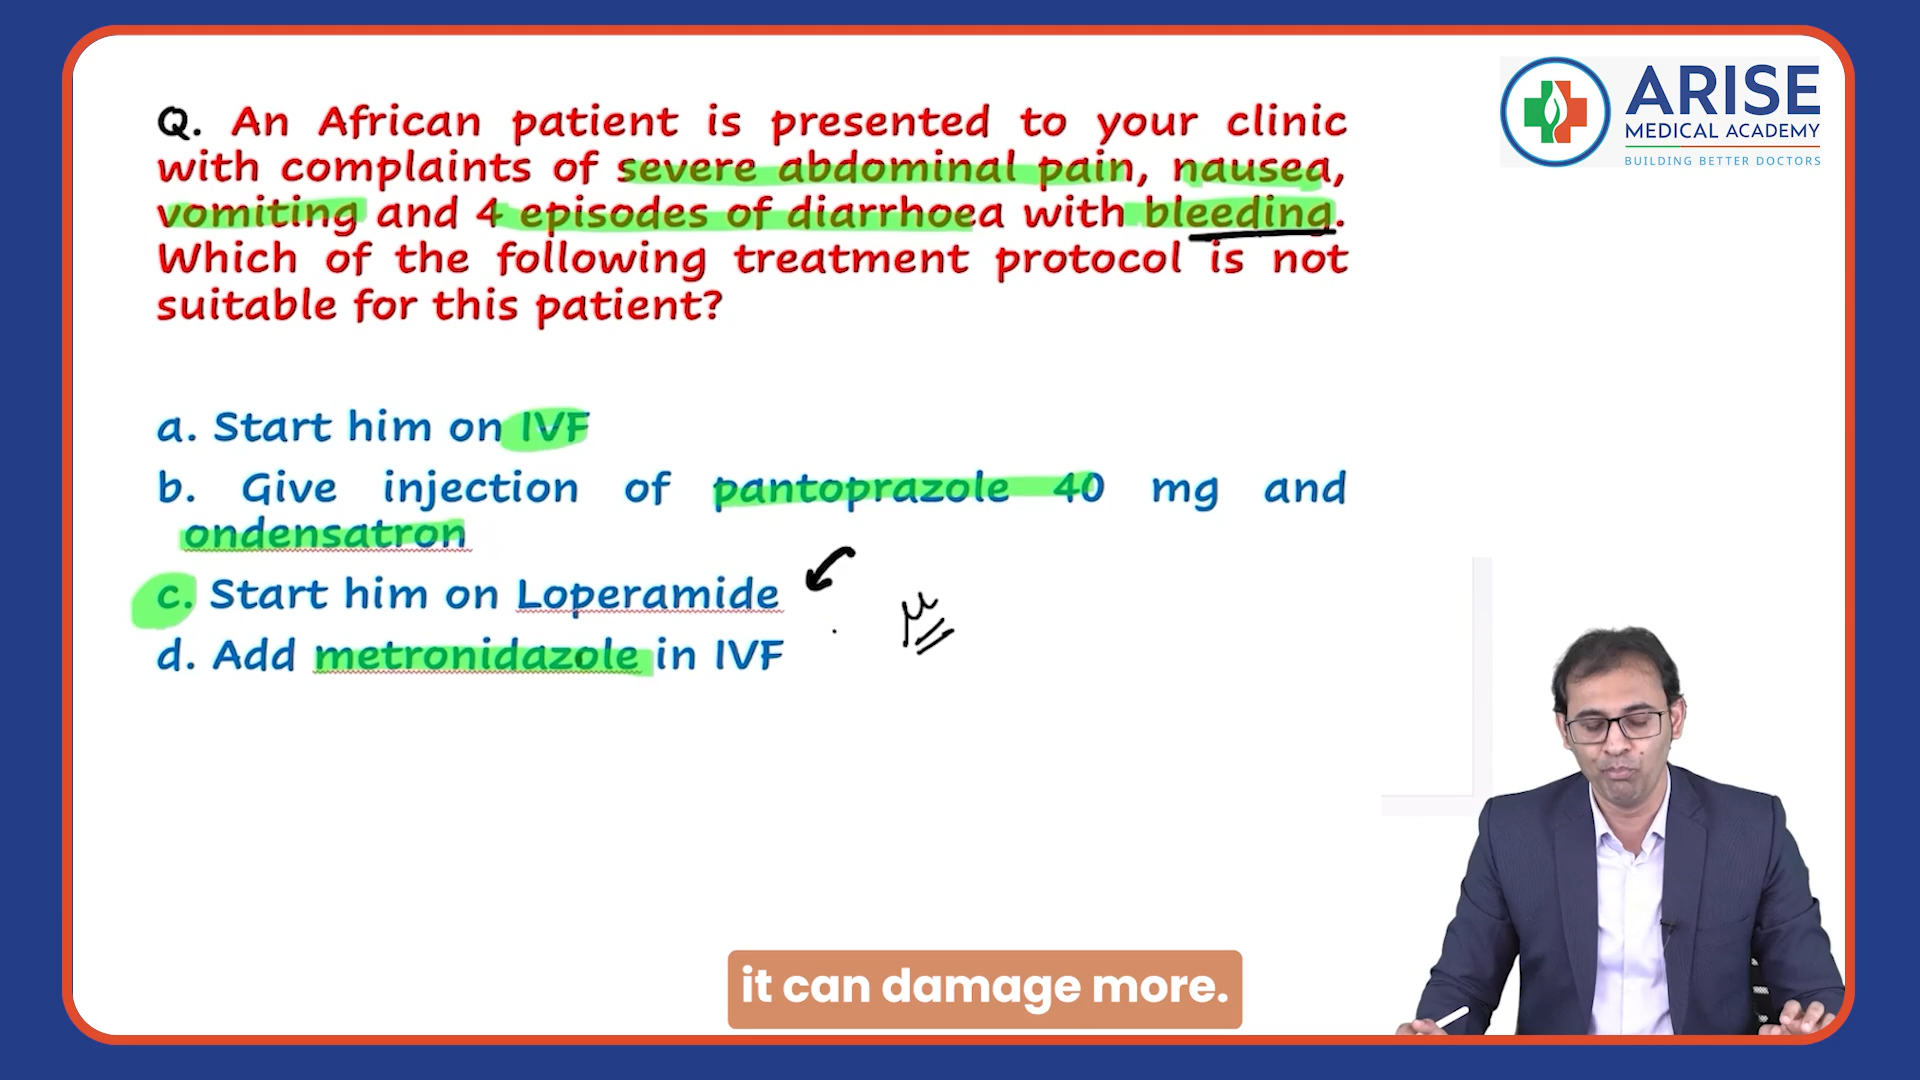 ARISE
MEDICAL ACADEMY
BUILDING BETTER DOCTORS
Q. An African patient is presented to your clinic
with complaints of severe abdominal pain, nausea,
vomiting and 4 episodes of diarrhoea with bleeding.
Which of the following treatment protocol is not
suitable for this patient?
a. Start him on IVF
b. Give injection of pantoprazole 40 mg and
ondensatron
c. Start him on Loperamide
μ
d. Add metronidazole in IVF
it can damage more.